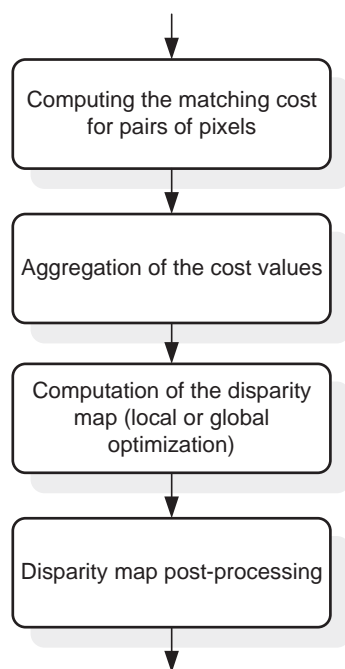 Computing the matching cost
for pairs of pixels
Aggregation of the cost values
Computation of the disparity
map (local or global
optimization)
Disparity map post-processing